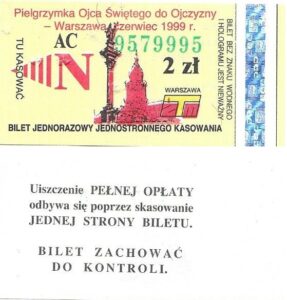 Pielgrzymka Ojca Świętego do Ojczyzny
– Warszawa, czerwiec 1999 r.
TU KASOWAĆ
AC 9579995
N 2 zł
WARSZAWA
ZTM
BILET JEDNORAZOWY JEDNOSTRONNEGO KASOWANIA
BILET BEZ ZNAKU WODNEGO
I HOLOGRAMU JEST NIEWAŻNY
Uiszczenie PEŁNEJ OPŁATY
odbywa się poprzez skasowanie
JEDNEJ STRONY BILETU.
BILET ZACHOWAĆ
DO KONTROLI.